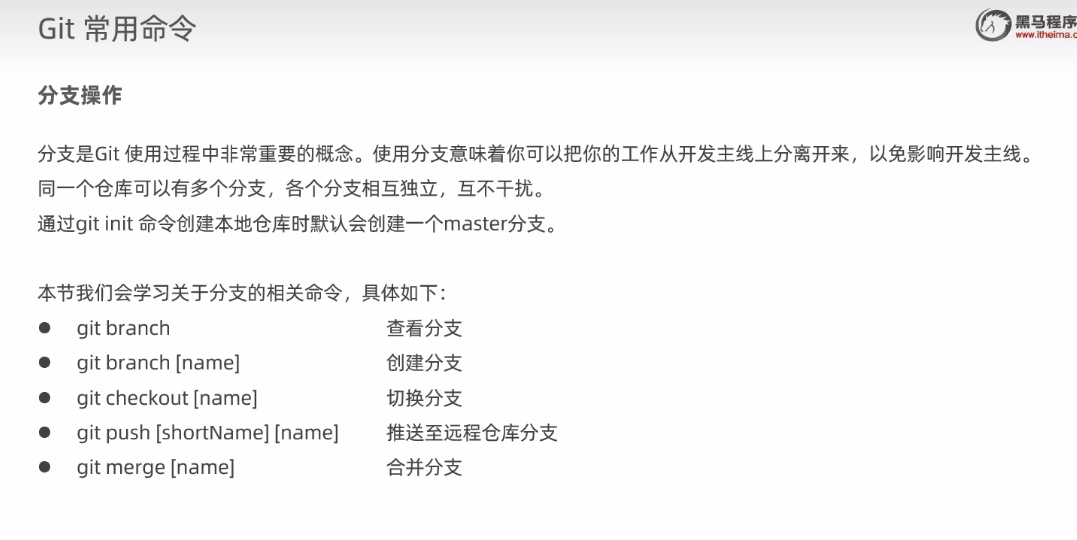 Git 常用命令
黑马程序
www.itheima.c
分支操作
分支是Git 使用过程中非常重要的概念。使用分支意味着你可以把你的工作从开发主线上分离开来，以免影响开发主线。
同一个仓库可以有多个分支，各个分支相互独立，互不干扰。
通过git init 命令创建本地仓库时默认会创建一个master分支。
本节我们会学习关于分支的相关命令，具体如下：
● git branch 查看分支
● git branch [name] 创建分支
● git checkout [name] 切换分支
● git push [shortName] [name] 推送至远程仓库分支
● git merge [name] 合并分支